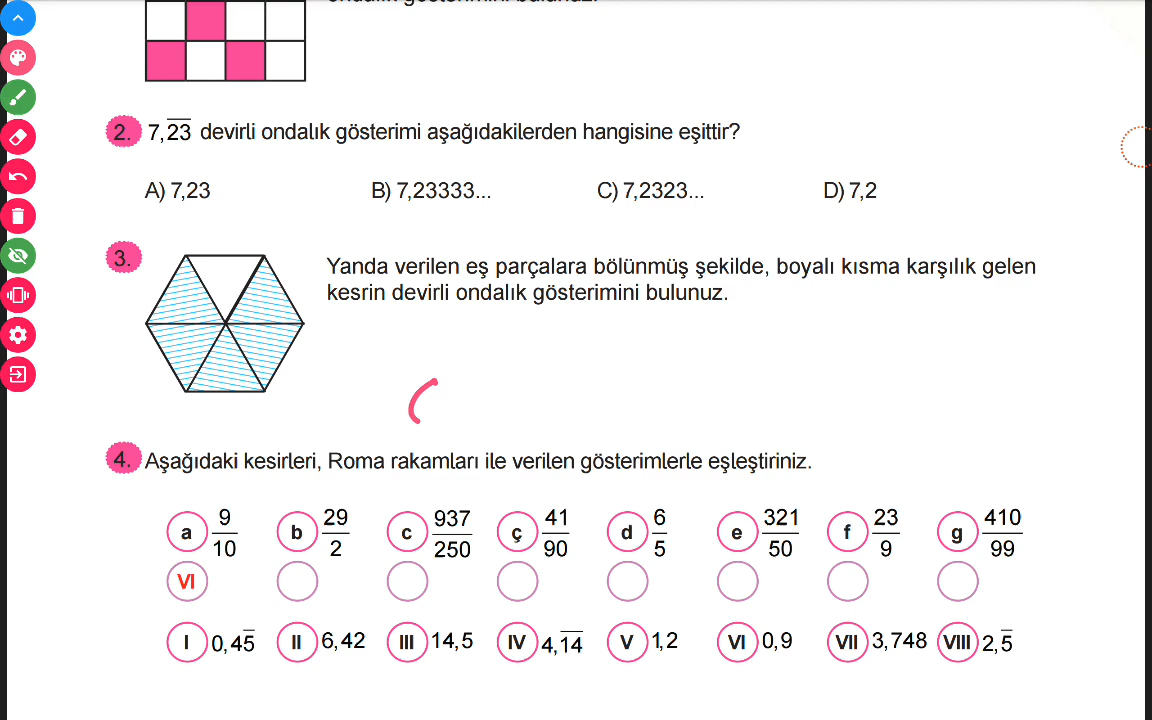 2. 7,2̅3̅ devirli ondalık gösterimi aşağıdakilerden hangisine eşittir?
A) 7,23 B) 7,23333... C) 7,2323... D) 7,2
3. Yanda verilen eş parçalara bölünmüş şekilde, boyalı kısma karşılık gelen
kesrin devirli ondalık gösterimini bulunuz.
4. Aşağıdaki kesirleri, Roma rakamları ile verilen gösterimlerle eşleştiriniz.
a 9/10 b 29/2 c 937/250 ç 41/90 d 6/5 e 321/50 f 23/9 g 410/99
VI
I 0,45̅ II 6,42 III 14,5 IV 4,1̅4̅ V 1,2 VI 0,9 VII 3,748 VIII 2,5̅